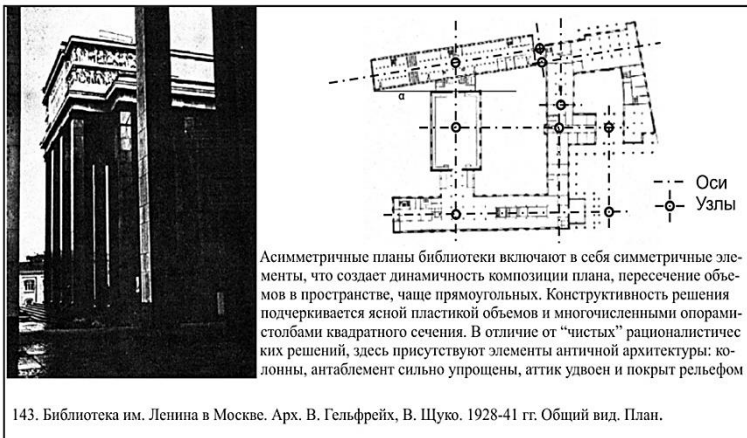 α
Оси
Узлы
Асимметричные планы библиотеки включают в себя симметричные эле-
менты, что создает динамичность композиции плана, пересечение объе-
мов в пространстве, чаще прямоугольных. Конструктивность решения
подчеркивается ясной пластикой объемов и многочисленными опорами-
столбами квадратного сечения. В отличие от “чистых” рационалистичес
ких решений, здесь присутствуют элементы античной архитектуры: ко-
лонны, антаблемент сильно упрощены, аттик удвоен и покрыт рельефом
143. Библиотека им. Ленина в Москве. Арх. В. Гельфрейх, В. Щуко. 1928-41 гг. Общий вид. План.